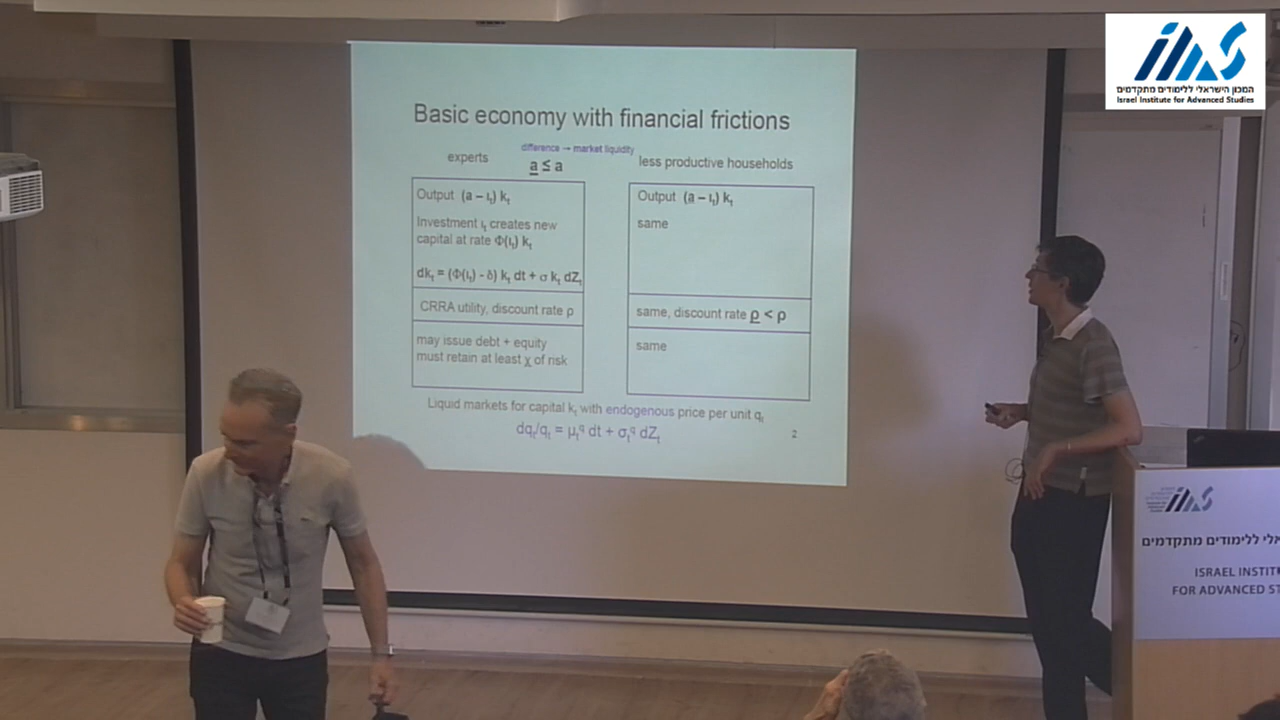 המכון הישראלי ללימודים מתקדמים
Israel Institute for Advanced Studies
Basic economy with financial frictions
difference → market liquidity
experts
a̲ ≤ a
less productive households
Output (a – ιₜ) kₜ
Investment ιₜ creates new
capital at rate Φ(ιₜ) kₜ
dkₜ = (Φ(ιₜ) - δ) kₜ dt + σ kₜ dZₜ
CRRA utility, discount rate ρ
may issue debt + equity
must retain at least χ̲ of risk
Output (a̲ – ιₜ) kₜ
same
same, discount rate ρ̲ < ρ
same
Liquid markets for capital kₜ with endogenous price per unit qₜ
dqₜ/qₜ = μₜ^q dt + σₜ^q dZₜ
2
ללימודים מתקדמים
ISRAEL INSTIT
FOR ADVANCED ST